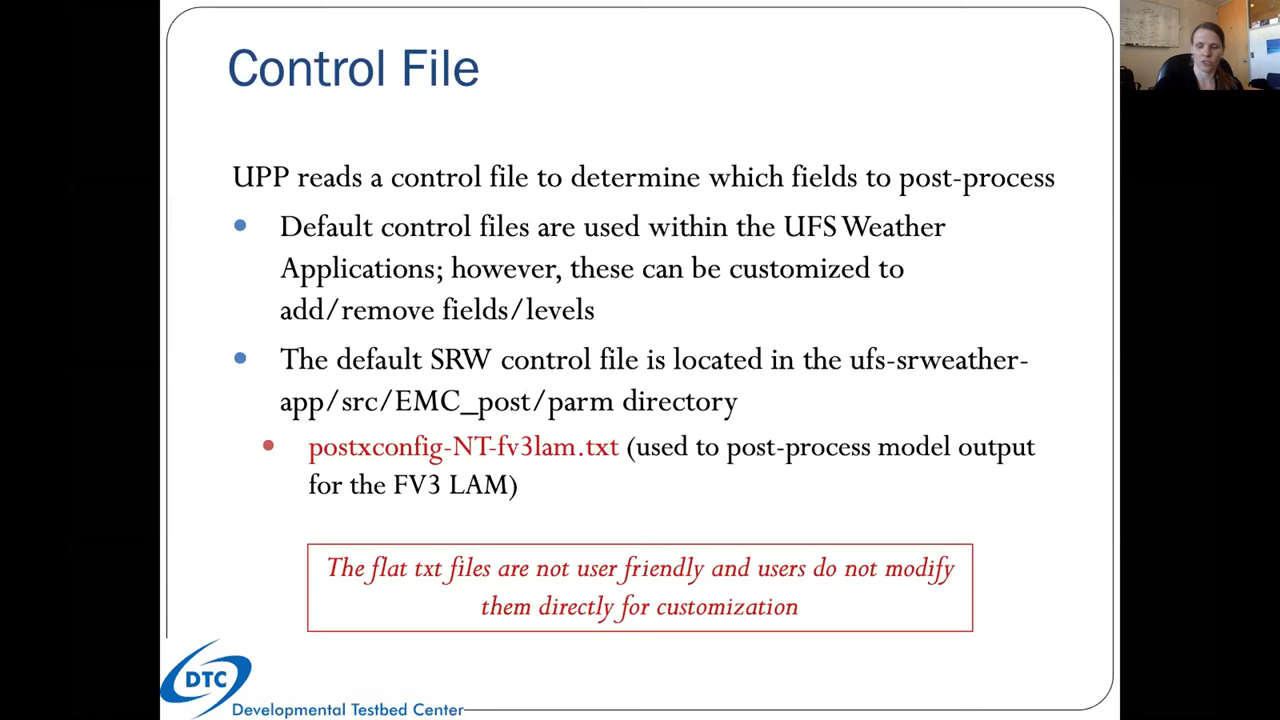 Control File
UPP reads a control file to determine which fields to post-process
Default control files are used within the UFS Weather
Applications; however, these can be customized to
add/remove fields/levels
The default SRW control file is located in the ufs-srweather-
app/src/EMC_post/parm directory
postxconfig-NT-fv3lam.txt (used to post-process model output
for the FV3 LAM)
The flat txt files are not user friendly and users do not modify
them directly for customization
DTC
Developmental Testbed Center